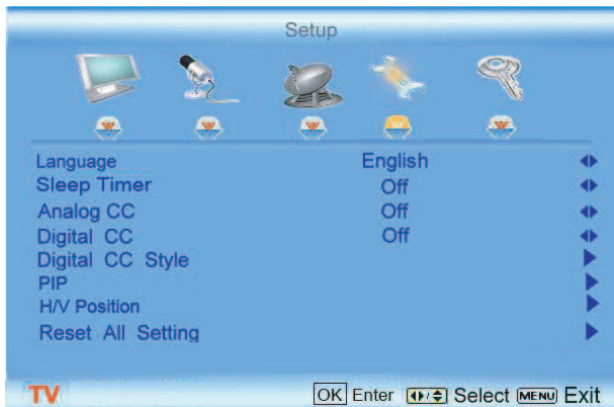 Setup
Language English
Sleep Timer Off
Analog CC Off
Digital CC Off
Digital CC Style
PIP
H/V Position
Reset All Setting
TV OK Enter Select MENU Exit